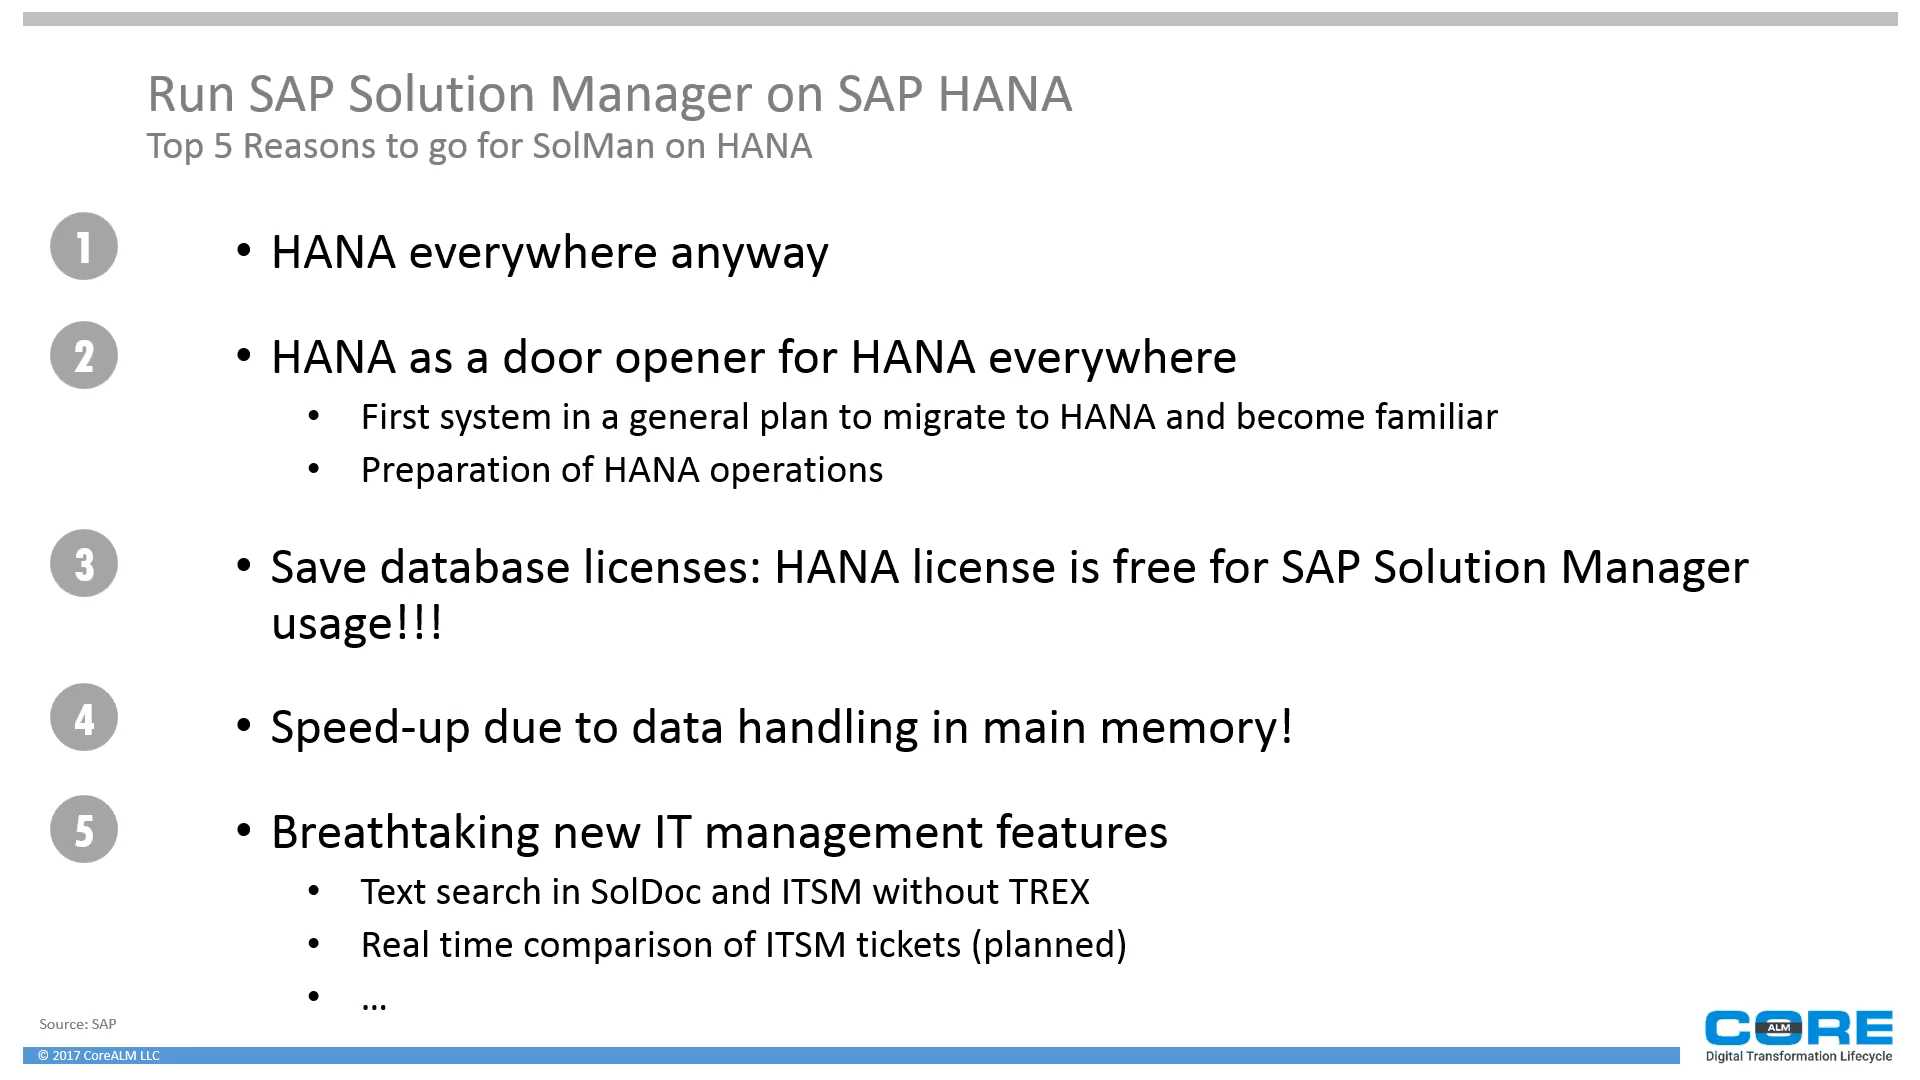 Run SAP Solution Manager on SAP HANA
Top 5 Reasons to go for SolMan on HANA
1
• HANA everywhere anyway
2
• HANA as a door opener for HANA everywhere
• First system in a general plan to migrate to HANA and become familiar
• Preparation of HANA operations
3
• Save database licenses: HANA license is free for SAP Solution Manager
usage!!!
4
• Speed-up due to data handling in main memory!
5
• Breathtaking new IT management features
• Text search in SolDoc and ITSM without TREX
• Real time comparison of ITSM tickets (planned)
• ...
Source: SAP
© 2017 CoreALM LLC
CORE
ALM
Digital Transformation Lifecycle